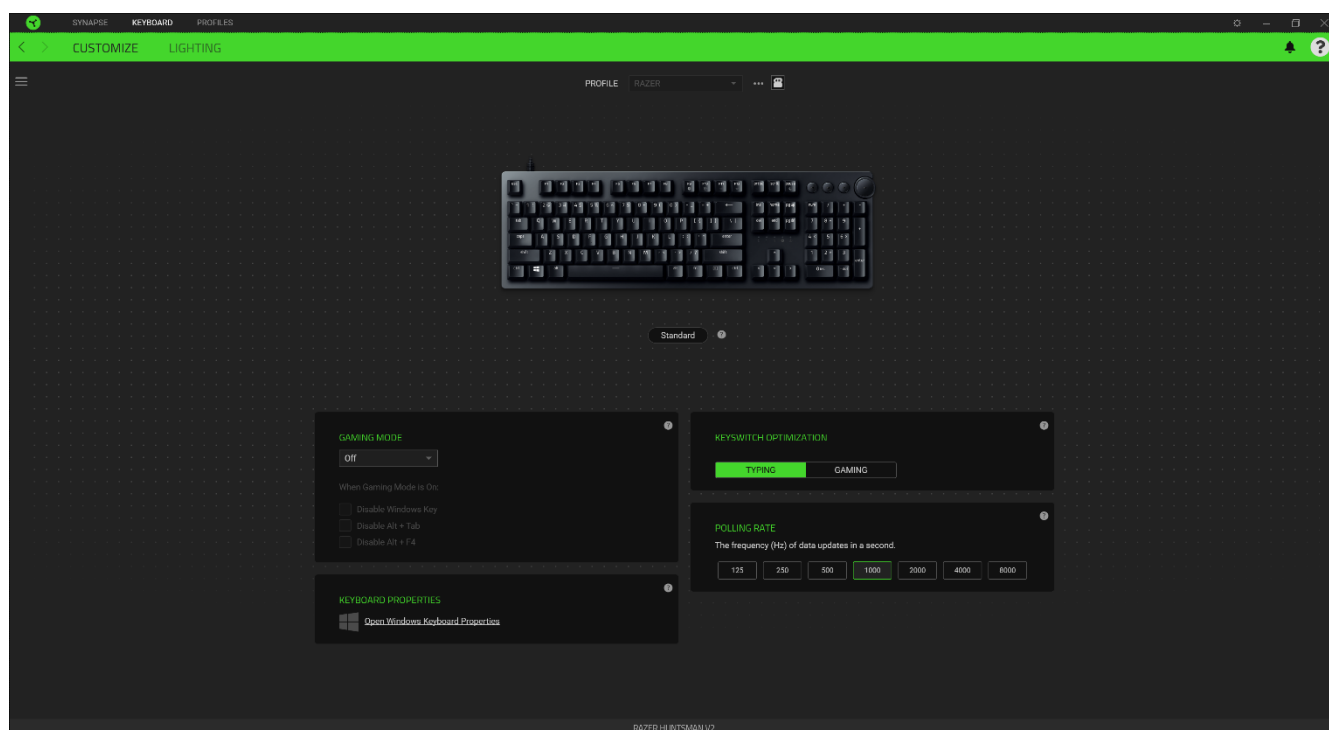 SYNAPSE KEYBOARD PROFILES
CUSTOMIZE LIGHTING
PROFILE RAZER
Standard
GAMING MODE
Off
When Gaming Mode is On:
Disable Windows Key
Disable Alt + Tab
Disable Alt + F4
KEYBOARD PROPERTIES
Open Windows Keyboard Properties
KEYSWITCH OPTIMIZATION
TYPING GAMING
POLLING RATE
The frequency (Hz) of data updates in a second.
125 250 500 1000 2000 4000 8000
RAZER HUNTSMAN V2